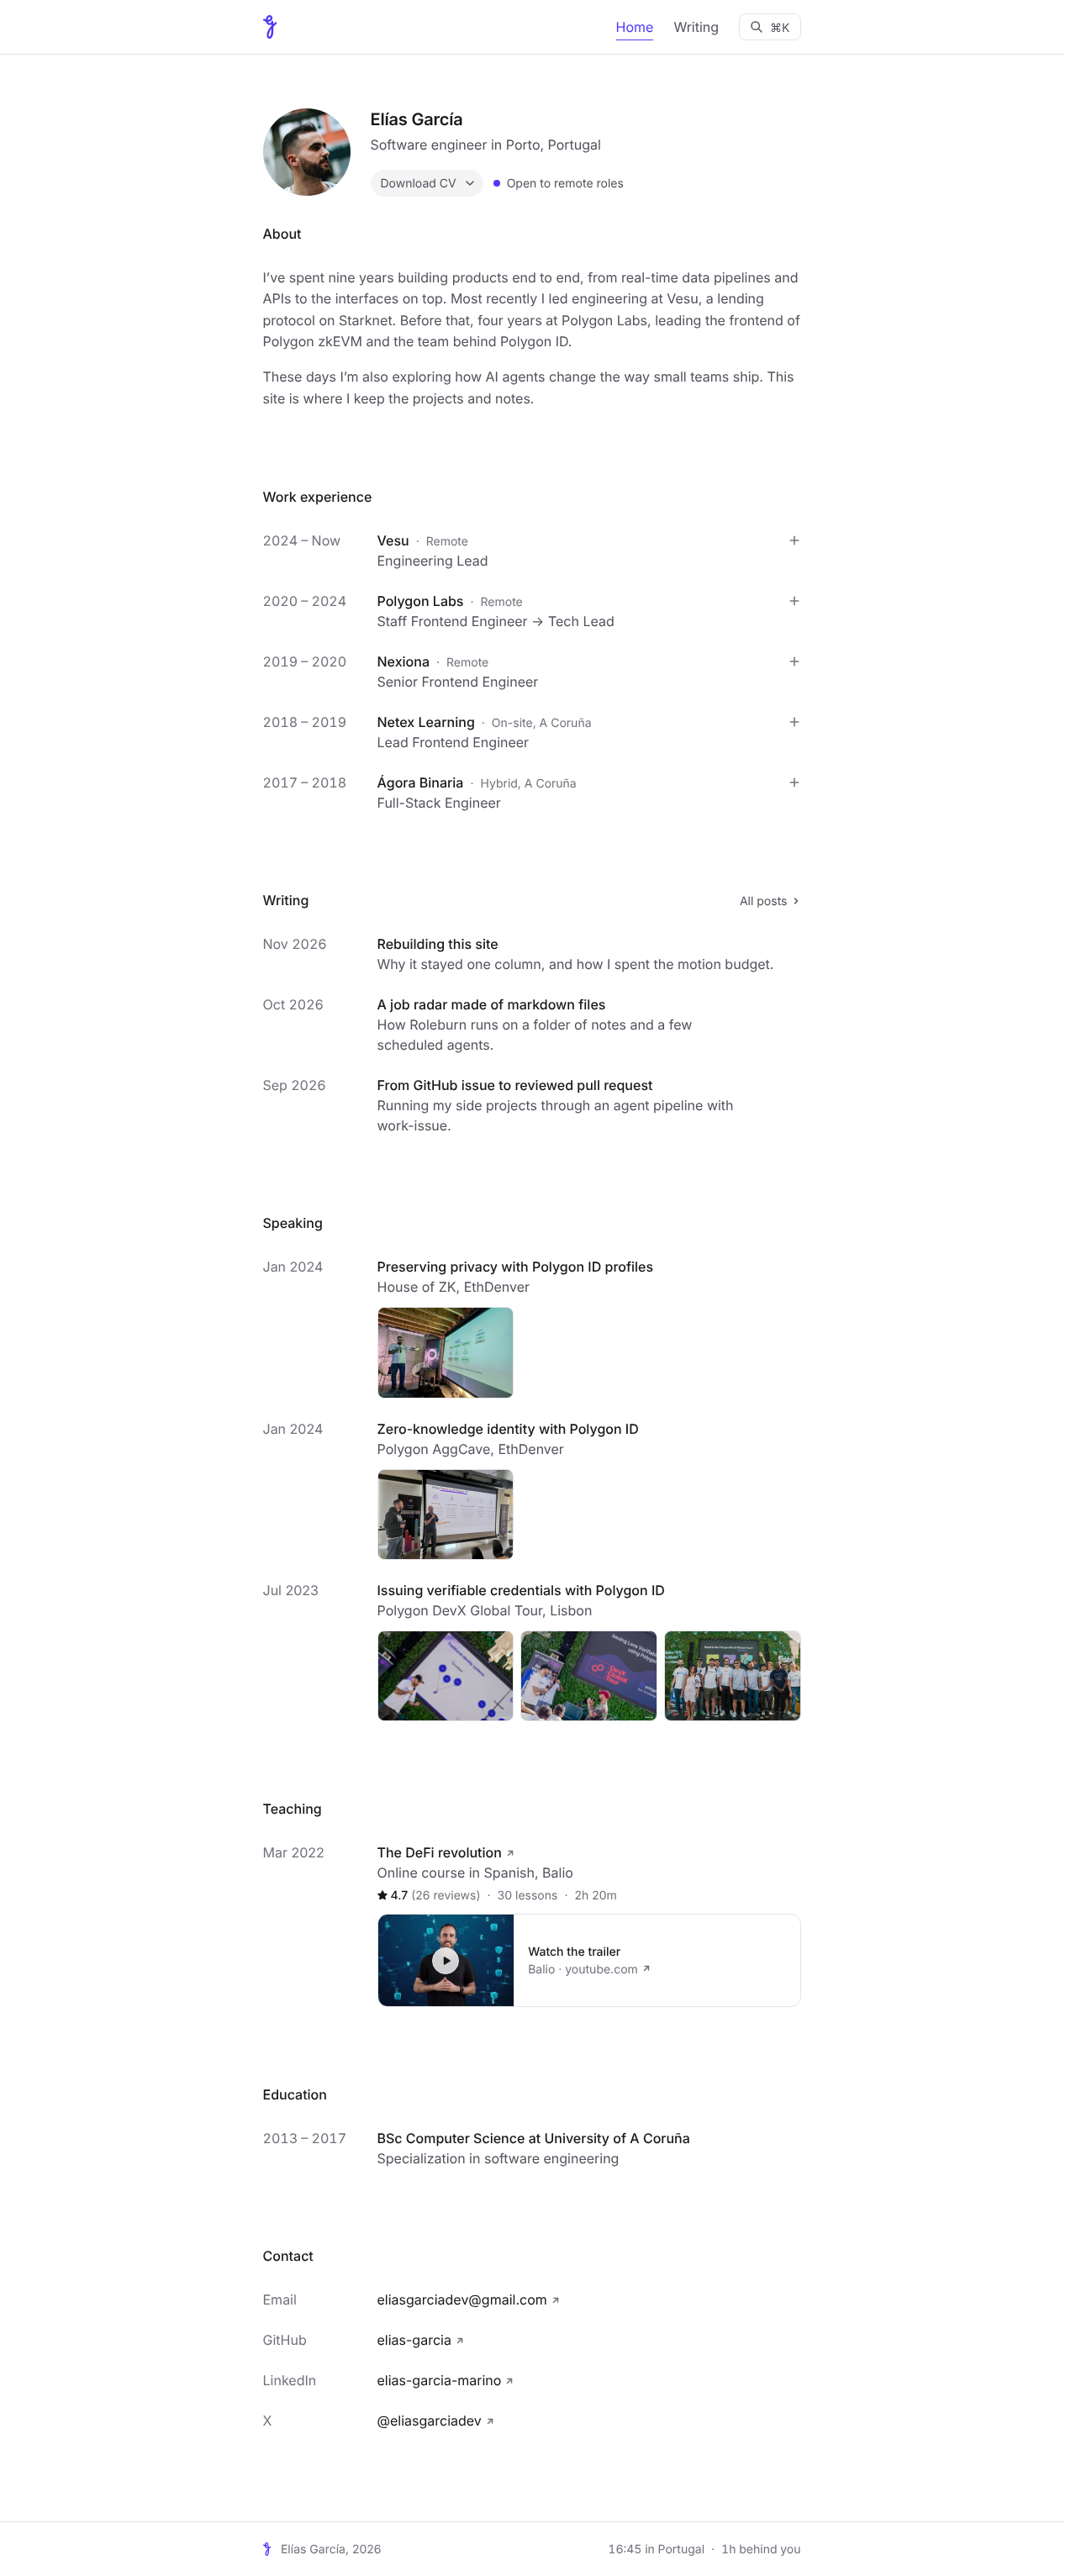 Home
Writing
⌘K
Elías García
Software engineer in Porto, Portugal
Download CV
Open to remote roles
About
I’ve spent nine years building products end to end, from real-time data pipelines and
APIs to the interfaces on top. Most recently I led engineering at Vesu, a lending
protocol on Starknet. Before that, four years at Polygon Labs, leading the frontend of
Polygon zkEVM and the team behind Polygon ID.
These days I’m also exploring how AI agents change the way small teams ship. This
site is where I keep the projects and notes.
Work experience
2024 – Now
Vesu · Remote
Engineering Lead
2020 – 2024
Polygon Labs · Remote
Staff Frontend Engineer → Tech Lead
2019 – 2020
Nexiona · Remote
Senior Frontend Engineer
2018 – 2019
Netex Learning · On-site, A Coruña
Lead Frontend Engineer
2017 – 2018
Ágora Binaria · Hybrid, A Coruña
Full-Stack Engineer
Writing
All posts
Nov 2026
Rebuilding this site
Why it stayed one column, and how I spent the motion budget.
Oct 2026
A job radar made of markdown files
How Roleburn runs on a folder of notes and a few
scheduled agents.
Sep 2026
From GitHub issue to reviewed pull request
Running my side projects through an agent pipeline with
work-issue.
Speaking
Jan 2024
Preserving privacy with Polygon ID profiles
House of ZK, EthDenver
Jan 2024
Zero-knowledge identity with Polygon ID
Polygon AggCave, EthDenver
Jul 2023
Issuing verifiable credentials with Polygon ID
Polygon DevX Global Tour, Lisbon
DevX
Global
Tour
Teaching
Mar 2022
The DeFi revolution ↗
Online course in Spanish, Balio
★ 4.7 (26 reviews) · 30 lessons · 2h 20m
Watch the trailer
Balio · youtube.com ↗
Education
2013 – 2017
BSc Computer Science at University of A Coruña
Specialization in software engineering
Contact
Email
eliasgarciadev@gmail.com ↗
GitHub
elias-garcia ↗
LinkedIn
elias-garcia-marino ↗
X
@eliasgarciadev ↗
Elías García, 2026
16:45 in Portugal · 1h behind you